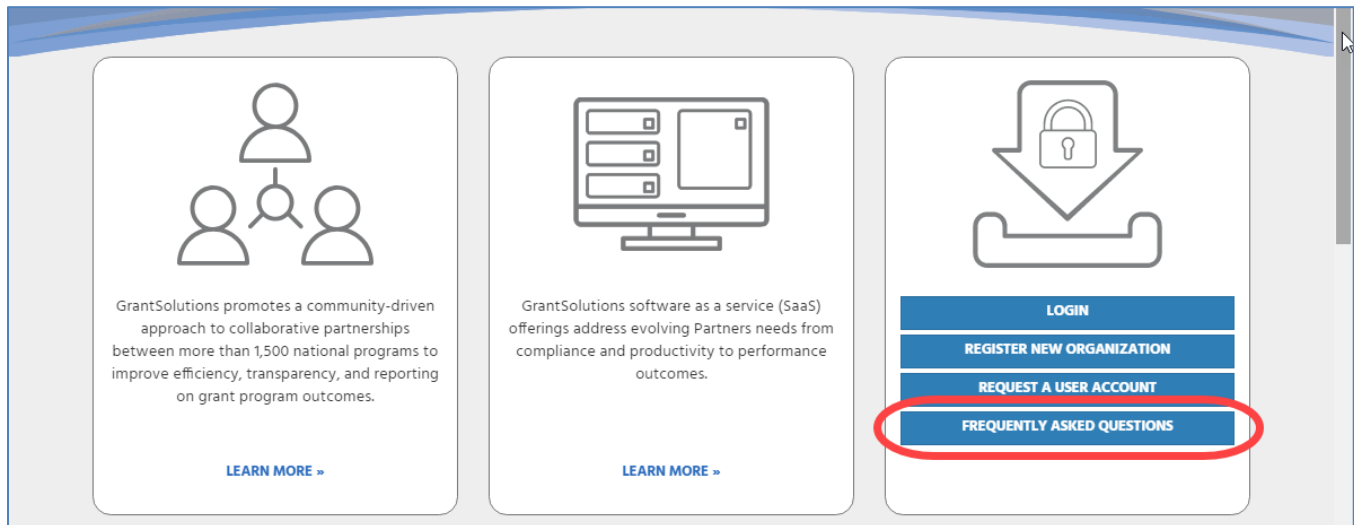 GrantSolutions promotes a community-driven
approach to collaborative partnerships
between more than 1,500 national programs to
improve efficiency, transparency, and reporting
on grant program outcomes.
LEARN MORE »
GrantSolutions software as a service (SaaS)
offerings address evolving Partners needs from
compliance and productivity to performance
outcomes.
LEARN MORE »
LOGIN
REGISTER NEW ORGANIZATION
REQUEST A USER ACCOUNT
FREQUENTLY ASKED QUESTIONS